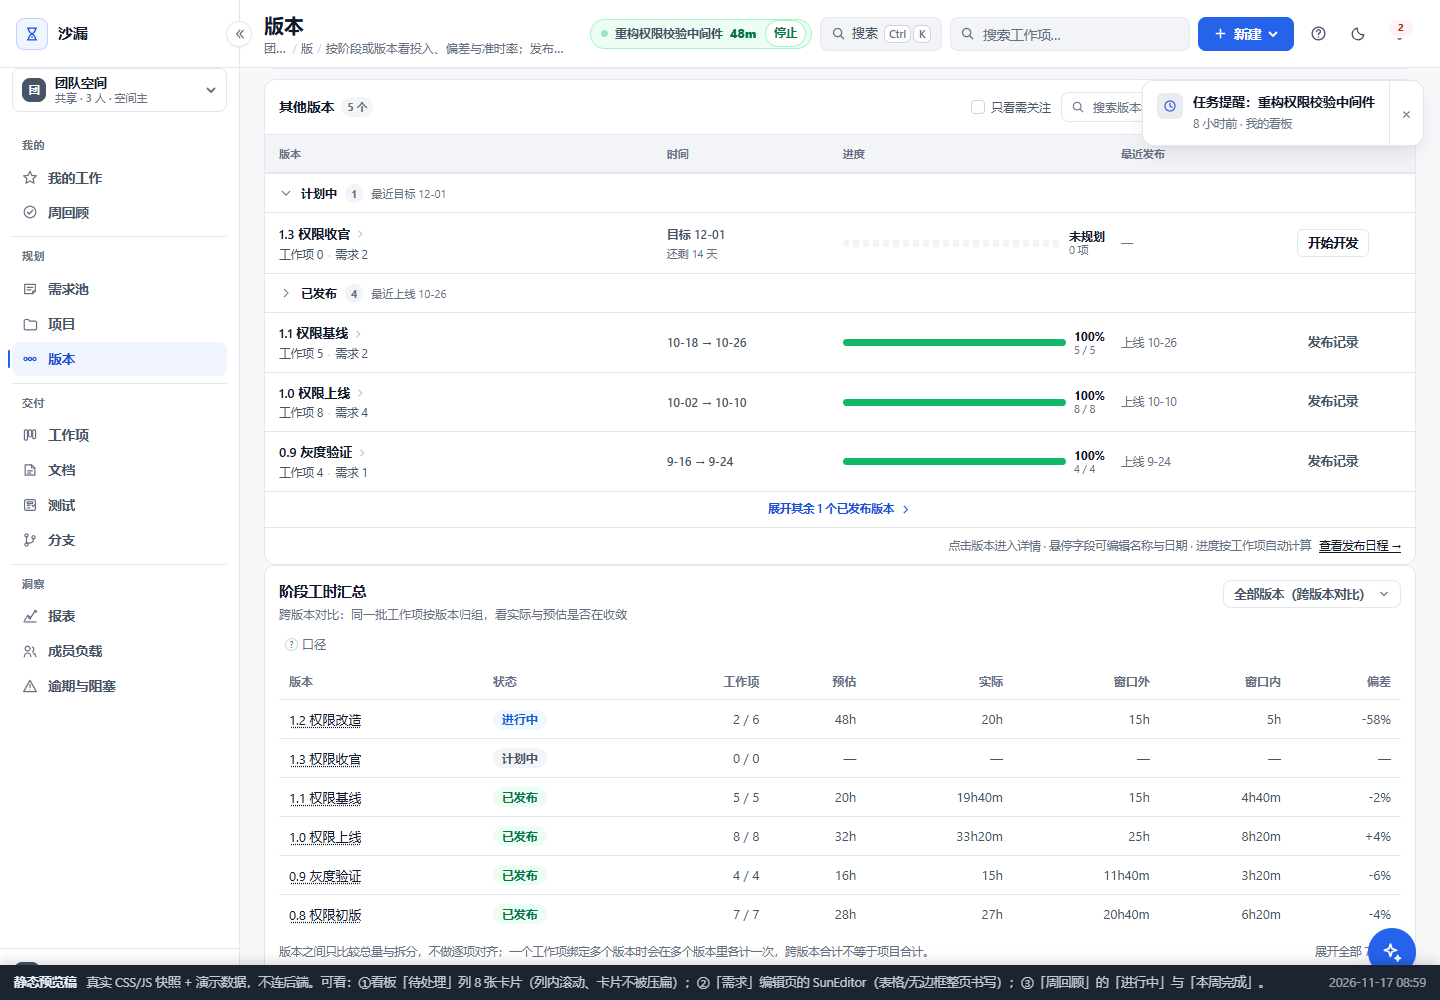 沙漏
版本
团... / 版 / 按阶段或版本看投入、偏差与准时率；发布...
重构权限校验中间件 48m 停止
搜索 Ctrl K
搜索工作项...
新建
2
团 团队空间
共享 · 3 人 · 空间主
我的
我的工作
周回顾
规划
需求池
项目
版本
交付
工作项
文档
测试
分支
洞察
报表
成员负载
逾期与阻塞
其他版本 5 个
只看需关注
搜索版本
任务提醒：重构权限校验中间件
8 小时前 · 我的看板
×
版本 时间 进度 最近发布
计划中 1 最近目标 12-01
1.3 权限收官
工作项 0 · 需求 2
目标 12-01
还剩 14 天
未规划
0 项
—
开始开发
已发布 4 最近上线 10-26
1.1 权限基线
工作项 5 · 需求 2
10-18 → 10-26
100%
5 / 5
上线 10-26
发布记录
1.0 权限上线
工作项 8 · 需求 4
10-02 → 10-10
100%
8 / 8
上线 10-10
发布记录
0.9 灰度验证
工作项 4 · 需求 1
9-16 → 9-24
100%
4 / 4
上线 9-24
发布记录
展开其余 1 个已发布版本
点击版本进入详情 · 悬停字段可编辑名称与日期 · 进度按工作项自动计算 查看发布日程 →
阶段工时汇总
跨版本对比：同一批工作项按版本归组，看实际与预估是否在收敛
全部版本（跨版本对比）
? 口径
版本 状态 工作项 预估 实际 窗口外 窗口内 偏差
1.2 权限改造 进行中 2 / 6 48h 20h 15h 5h -58%
1.3 权限收官 计划中 0 / 0 — — — — —
1.1 权限基线 已发布 5 / 5 20h 19h40m 15h 4h40m -2%
1.0 权限上线 已发布 8 / 8 32h 33h20m 25h 8h20m +4%
0.9 灰度验证 已发布 4 / 4 16h 15h 11h40m 3h20m -6%
0.8 权限初版 已发布 7 / 7 28h 27h 20h40m 6h20m -4%
版本之间只比较总量与拆分，不做逐项对齐；一个工作项绑定多个版本时会在多个版本里各计一次，跨版本合计不等于项目合计。
展开全部
静态预览稿 真实 CSS/JS 快照 + 演示数据，不连后端。可看：①看板「待处理」列 8 张卡片（列内滚动、卡片不被压扁）；②「需求」编辑页的 SunEditor（表格/无边框整页书写）；③「周回顾」的「进行中」与「本周完成」。
2026-11-17 08:59